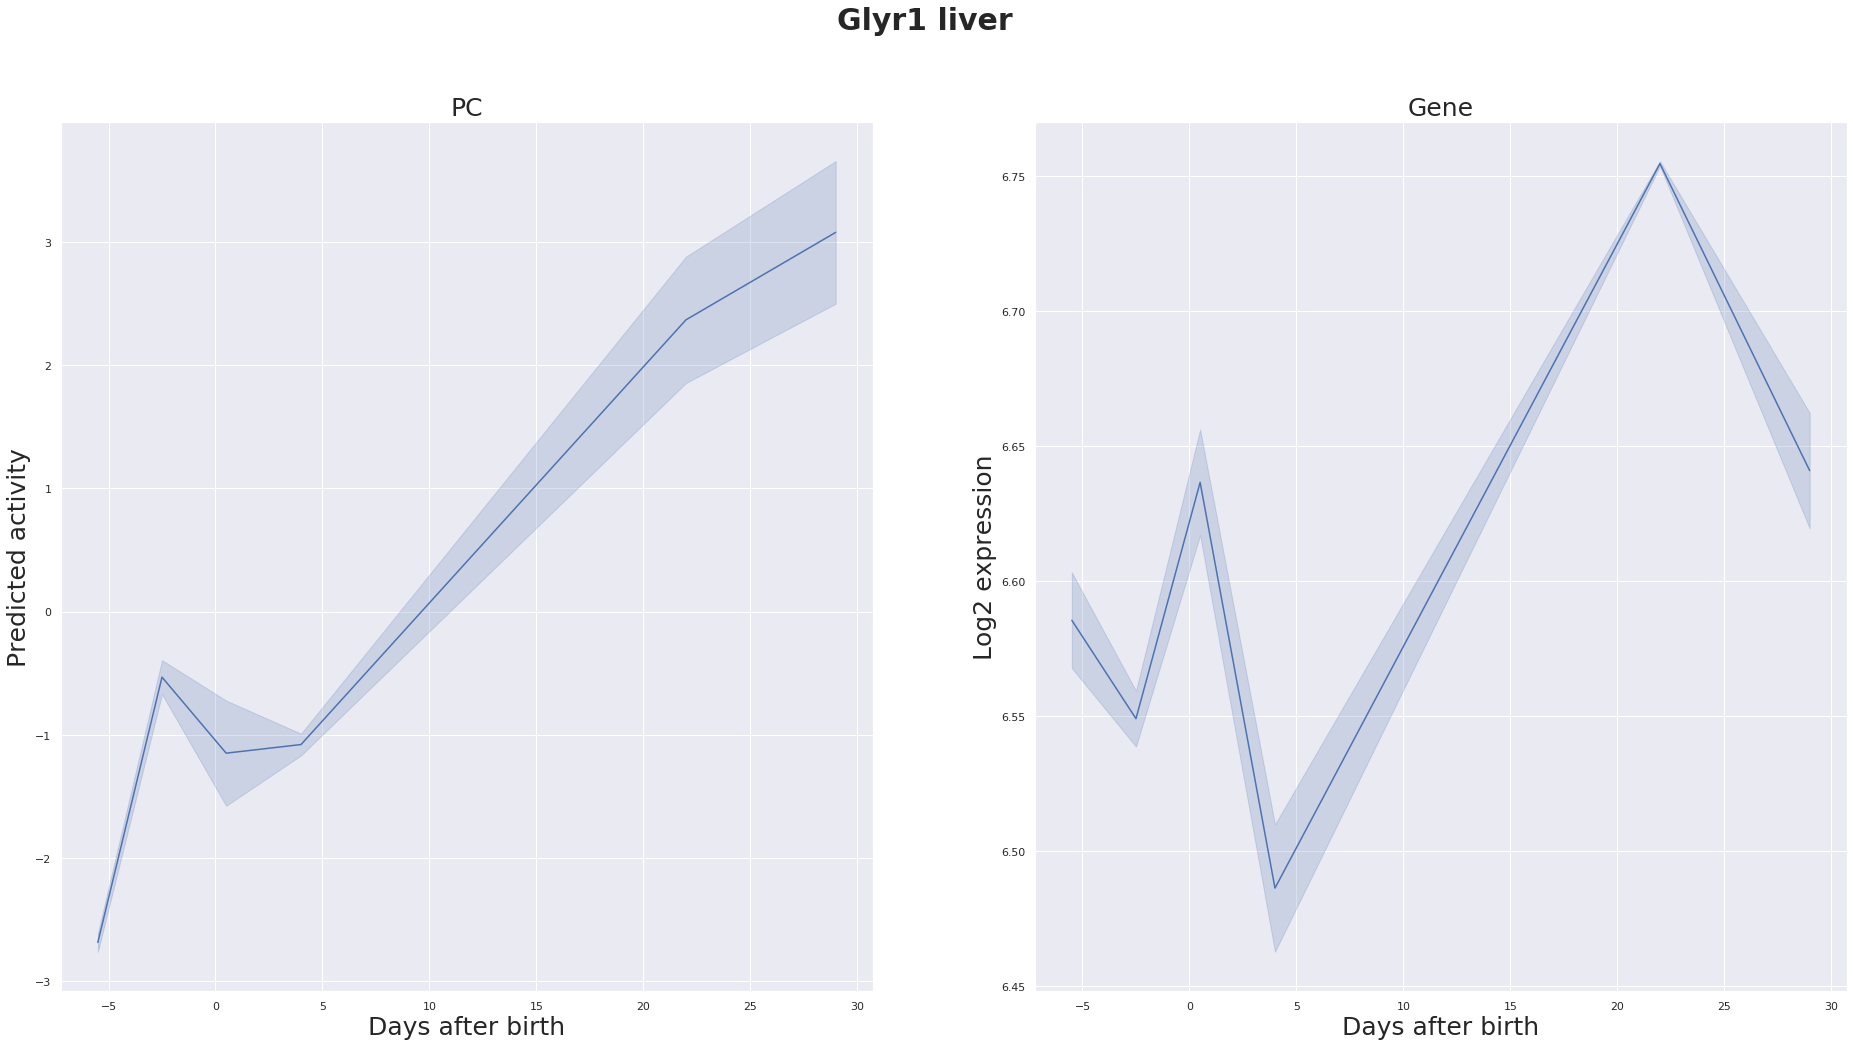 Glyr1 liver
PC
Predicted activity
3
2
1
0
−1
−2
−3
−5 0 5 10 15 20 25 30
Days after birth
Gene
Log2 expression
6.75
6.70
6.65
6.60
6.55
6.50
6.45
−5 0 5 10 15 20 25 30
Days after birth